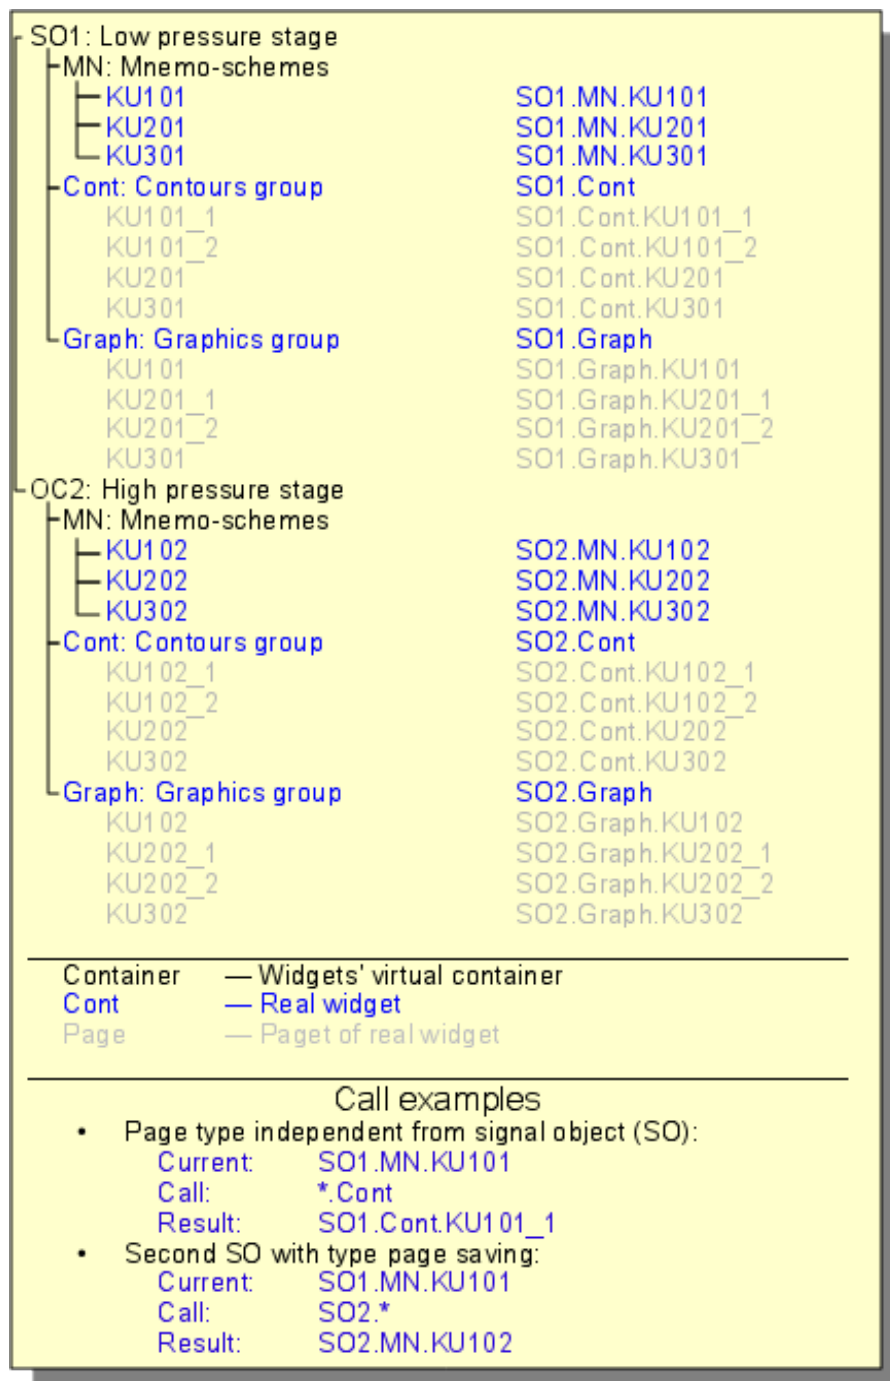 SO1: Low pressure stage
MN: Mnemo-schemes
KU101 SO1.MN.KU101
KU201 SO1.MN.KU201
KU301 SO1.MN.KU301
Cont: Contours group SO1.Cont
KU101_1 SO1.Cont.KU101_1
KU101_2 SO1.Cont.KU101_2
KU201 SO1.Cont.KU201
KU301 SO1.Cont.KU301
Graph: Graphics group SO1.Graph
KU101 SO1.Graph.KU101
KU201_1 SO1.Graph.KU201_1
KU201_2 SO1.Graph.KU201_2
KU301 SO1.Graph.KU301
OC2: High pressure stage
MN: Mnemo-schemes
KU102 SO2.MN.KU102
KU202 SO2.MN.KU202
KU302 SO2.MN.KU302
Cont: Contours group SO2.Cont
KU102_1 SO2.Cont.KU102_1
KU102_2 SO2.Cont.KU102_2
KU202 SO2.Cont.KU202
KU302 SO2.Cont.KU302
Graph: Graphics group SO2.Graph
KU102 SO2.Graph.KU102
KU202_1 SO2.Graph.KU202_1
KU202_2 SO2.Graph.KU202_2
KU302 SO2.Graph.KU302
Container — Widgets' virtual container
Cont — Real widget
Page — Paget of real widget
Call examples
• Page type independent from signal object (SO):
Current: SO1.MN.KU101
Call: *.Cont
Result: SO1.Cont.KU101_1
• Second SO with type page saving:
Current: SO1.MN.KU101
Call: SO2.*
Result: SO2.MN.KU102